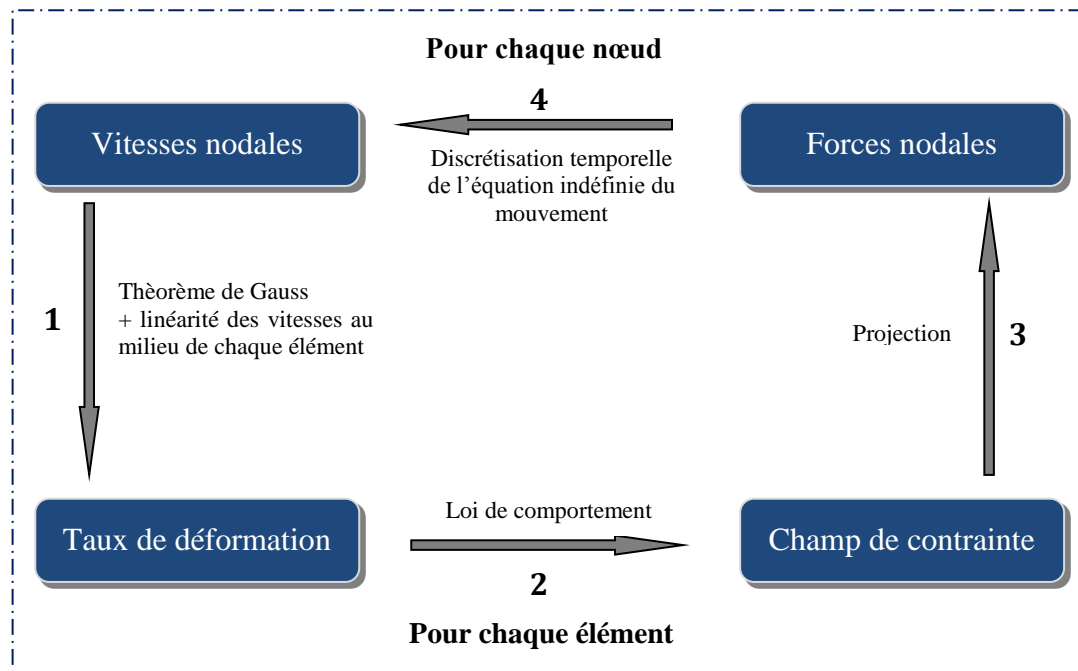 Pour chaque nœud
4
Vitesses nodales
Forces nodales
Discrétisation temporelle
de l'équation indéfinie du
mouvement
1
Thèorème de Gauss
+ linéarité des vitesses au
milieu de chaque élément
Projection
3
Taux de déformation
Loi de comportement
2
Champ de contrainte
Pour chaque élément